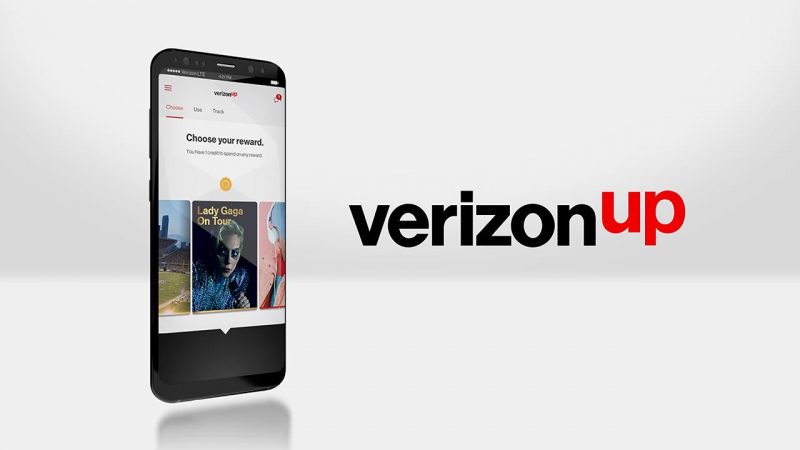 Verizon LTE
4:21 PM
verizonup
Choose Use Track
Choose your reward.
You have 1 credit to spend on any reward.
Lady Gaga
On Tour
verizonup